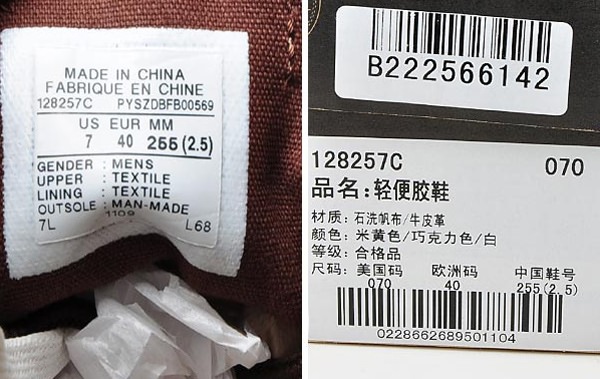 MADE IN CHINA
FABRIQUE EN CHINE
128257C PYSZDBFB00569
US EUR MM
7 40 255 (2.5)
GENDER : MENS
UPPER : TEXTILE
LINING : TEXTILE
OUTSOLE : MAN-MADE
1109
7L L68
B222566142
128257C 070
品名:轻便胶鞋
材质: 石洗帆布/牛皮革
颜色: 米黄色/巧克力色/白
等级: 合格品
尺码: 美国码 欧洲码 中国鞋号
070 40 255(2.5)
0228662689501104